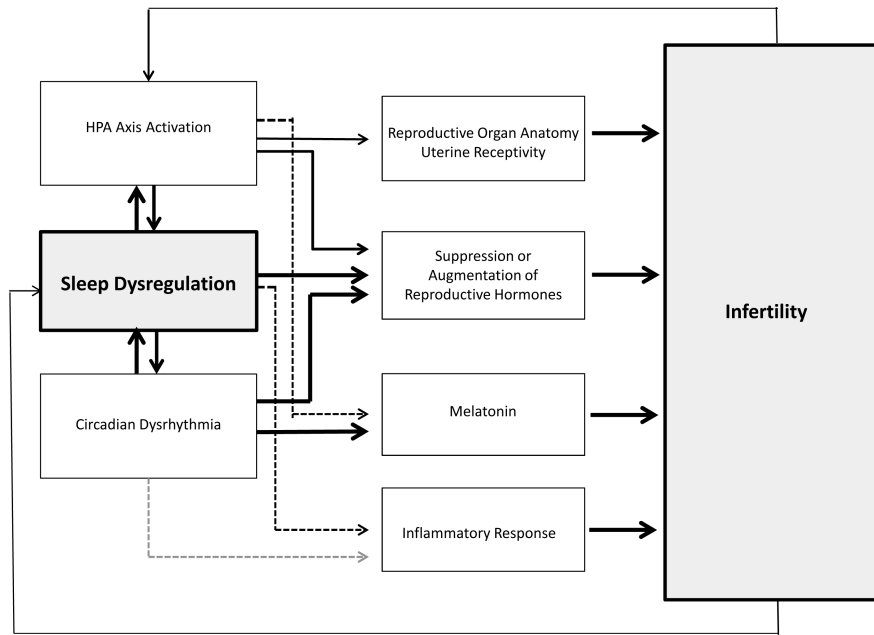 HPA Axis Activation
Reproductive Organ Anatomy
Uterine Receptivity
Sleep Dysregulation
Suppression or
Augmentation of
Reproductive Hormones
Infertility
Circadian Dysrhythmia
Melatonin
Inflammatory Response